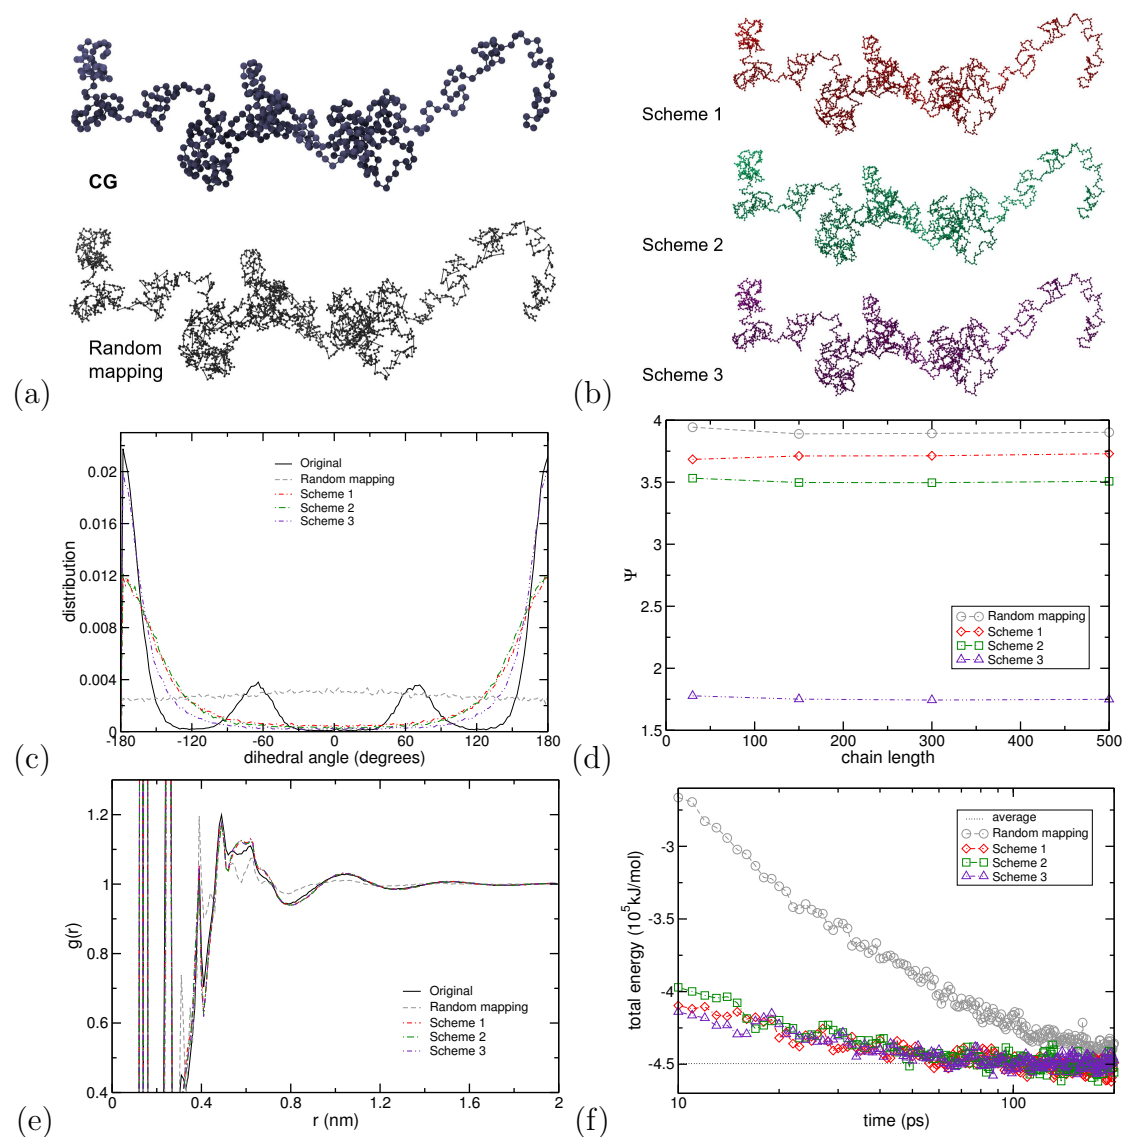 CG
Random
mapping
(a)
Scheme 1
Scheme 2
Scheme 3
(b)
0.02
0.016
0.012
0.008
0.004
0
distribution
Original
Random mapping
Scheme 1
Scheme 2
Scheme 3
-180 -120 -60 0 60 120 180
dihedral angle (degrees)
(c)
4
3.5
3
2.5
2
1.5
Ψ
Random mapping
Scheme 1
Scheme 2
Scheme 3
0 100 200 300 400 500
chain length
(d)
1.2
1
0.8
0.6
0.4
g(r)
Original
Random mapping
Scheme 1
Scheme 2
Scheme 3
0 0.4 0.8 1.2 1.6 2
r (nm)
(e)
-3
-3.5
-4
-4.5
total energy (10⁵kJ/mol)
average
Random mapping
Scheme 1
Scheme 2
Scheme 3
10 100
time (ps)
(f)